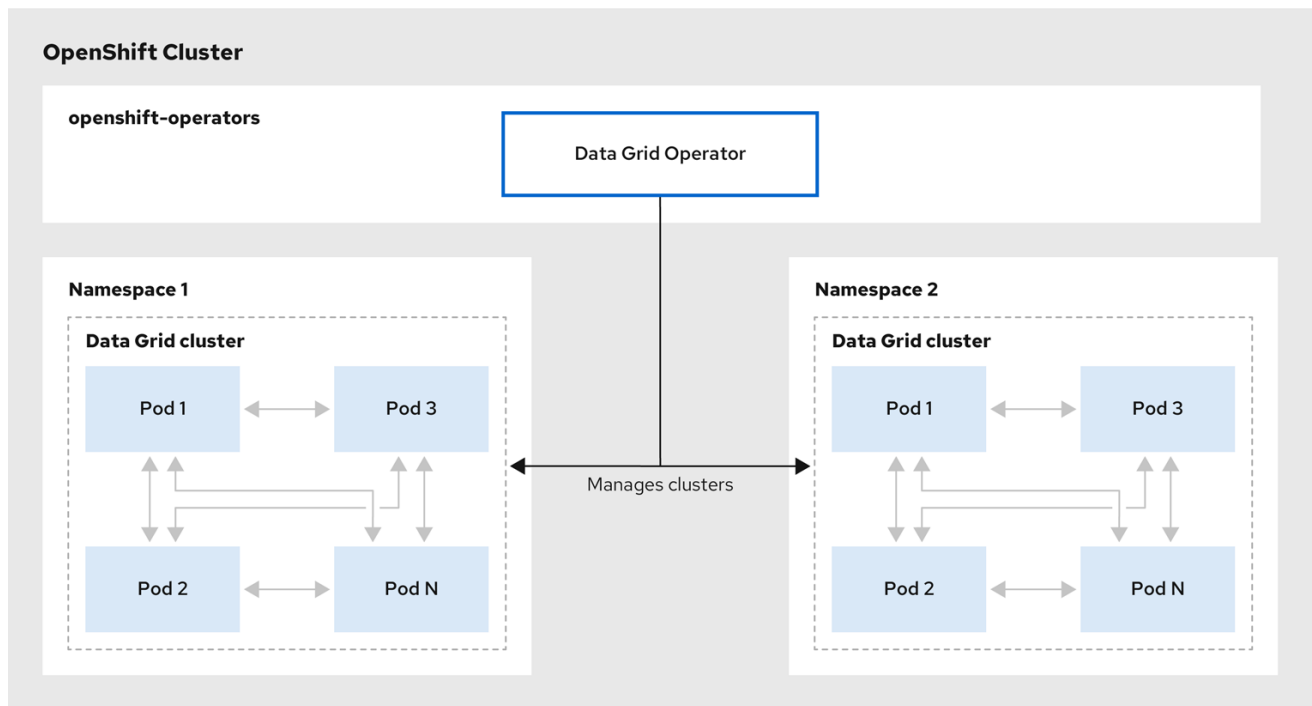 OpenShift Cluster
openshift-operators
Data Grid Operator
Namespace 1
Data Grid cluster
Pod 1
Pod 3
Pod 2
Pod N
Manages clusters
Namespace 2
Data Grid cluster
Pod 1
Pod 3
Pod 2
Pod N